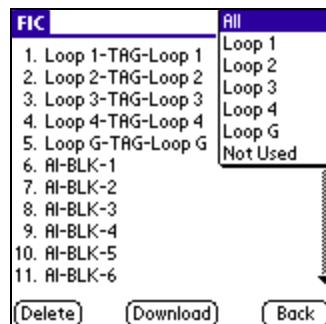 FIC
1. Loop 1-TAG-Loop 1
2. Loop 2-TAG-Loop 2
3. Loop 3-TAG-Loop 3
4. Loop 4-TAG-Loop 4
5. Loop G-TAG-Loop G
6. AI-BLK-1
7. AI-BLK-2
8. AI-BLK-3
9. AI-BLK-4
10. AI-BLK-5
11. AI-BLK-6
All
Loop 1
Loop 2
Loop 3
Loop 4
Loop G
Not Used
Delete Download Back